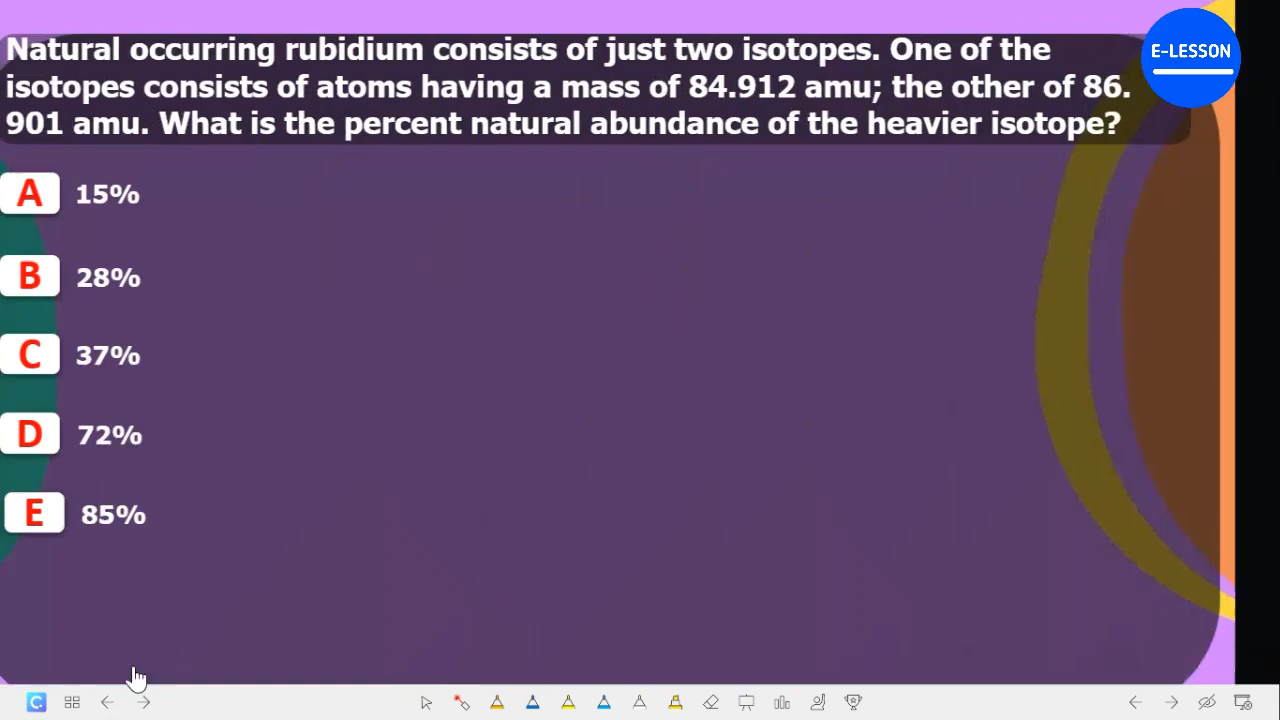 Natural occurring rubidium consists of just two isotopes. One of the
isotopes consists of atoms having a mass of 84.912 amu; the other of 86.
901 amu. What is the percent natural abundance of the heavier isotope?
E-LESSON
A 15%
B 28%
C 37%
D 72%
E 85%